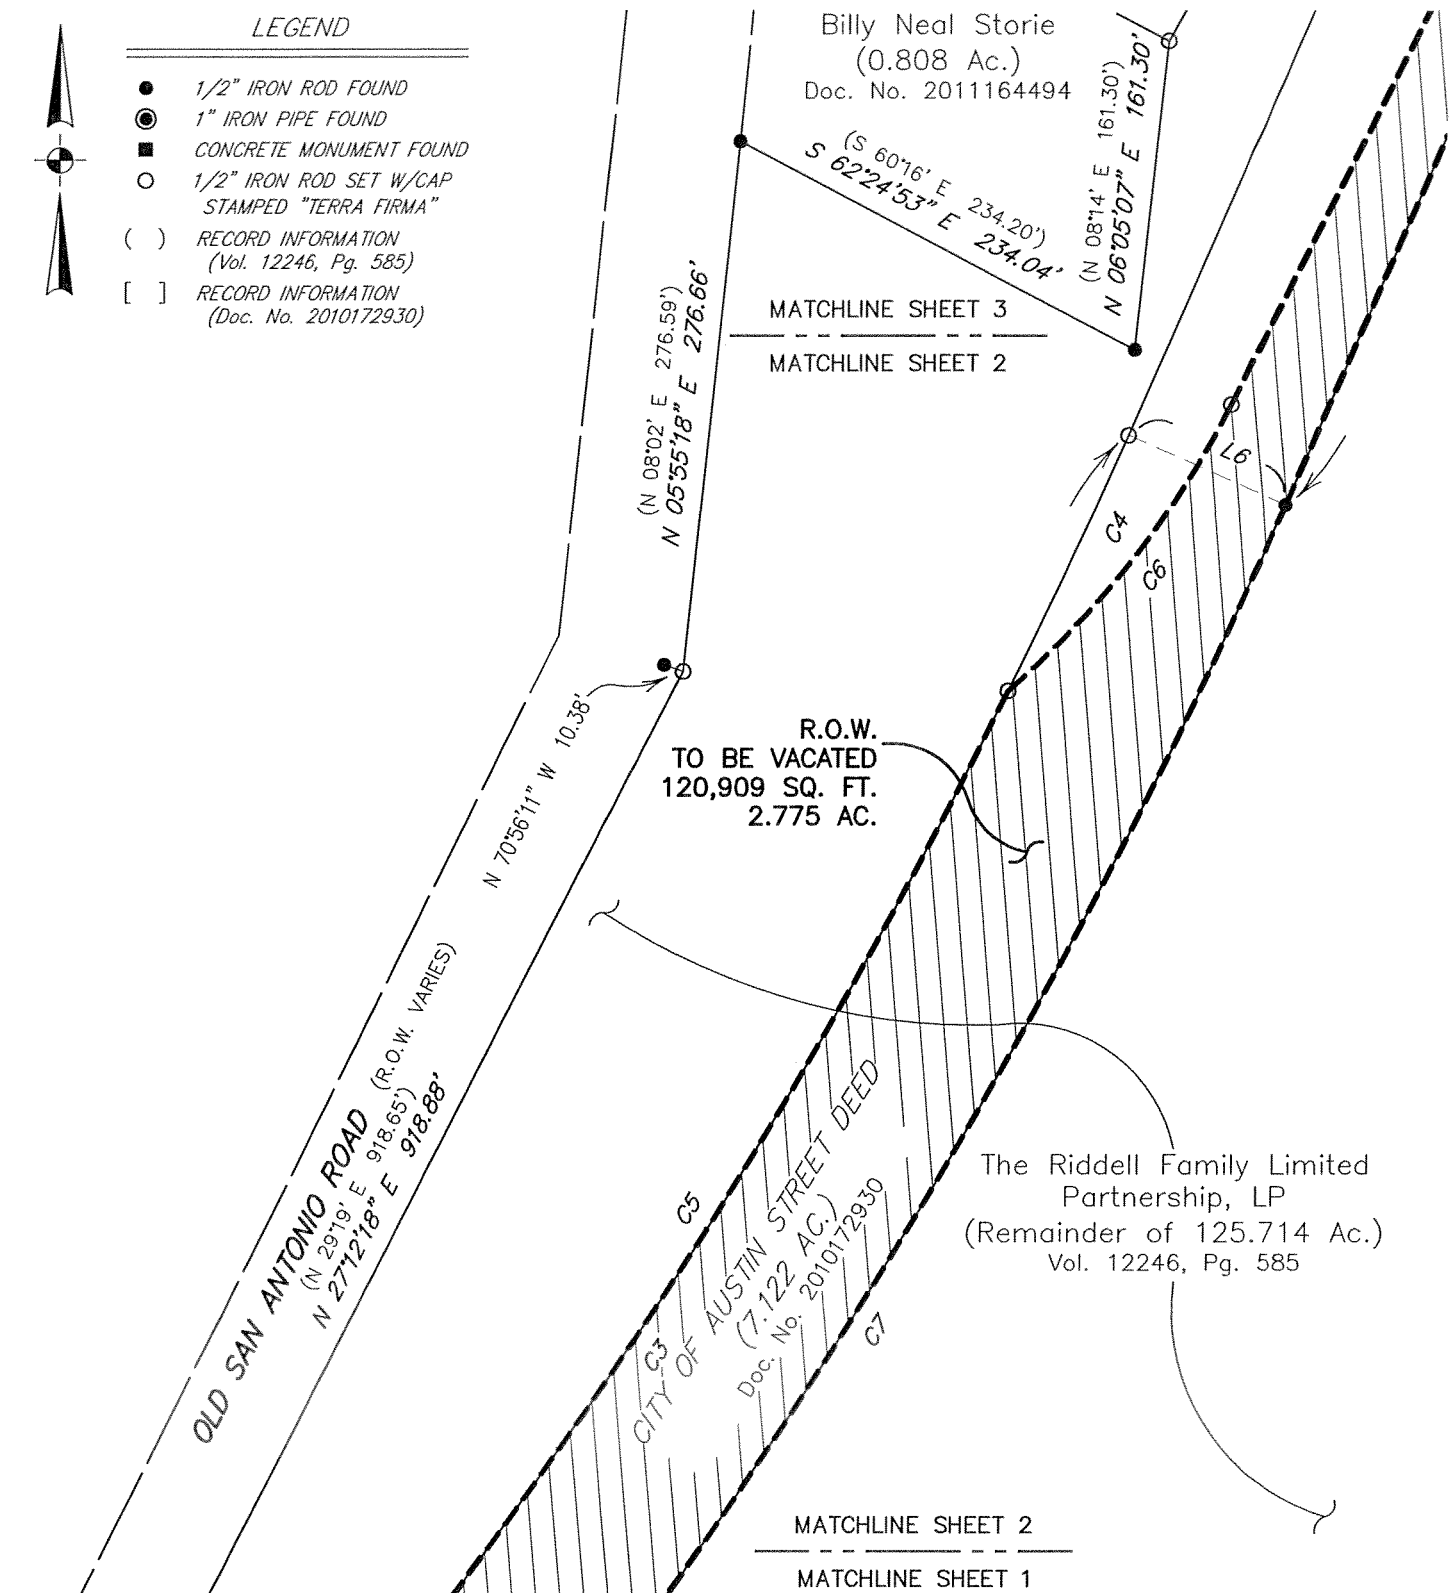 LEGEND
1/2" IRON ROD FOUND
1" IRON PIPE FOUND
CONCRETE MONUMENT FOUND
1/2" IRON ROD SET W/CAP
STAMPED "TERRA FIRMA"
( ) RECORD INFORMATION
(Vol. 12246, Pg. 585)
[ ] RECORD INFORMATION
(Doc. No. 2010172930)
Billy Neal Storie
(0.808 Ac.)
Doc. No. 2011164494
(S 60°16' E 234.20')
S 62°24'53" E 234.04'
(N 08°14' E 161.30')
N 06°05'07" E 161.30'
MATCHLINE SHEET 3
MATCHLINE SHEET 2
(N 08°02' E 276.59')
N 05°55'18" E 276.66'
L6
C4
C6
N 70°56'11" W 10.38'
R.O.W.
TO BE VACATED
120,909 SQ. FT.
2.775 AC.
OLD SAN ANTONIO ROAD (R.O.W. VARIES)
(N 29°19' E 918.65')
N 27°12'18" E 918.88'
C5
C3
CITY OF AUSTIN STREET DEED
(7.122 AC.)
Doc. No. 2010172930
C7
The Riddell Family Limited
Partnership, LP
(Remainder of 125.714 Ac.)
Vol. 12246, Pg. 585
MATCHLINE SHEET 2
MATCHLINE SHEET 1